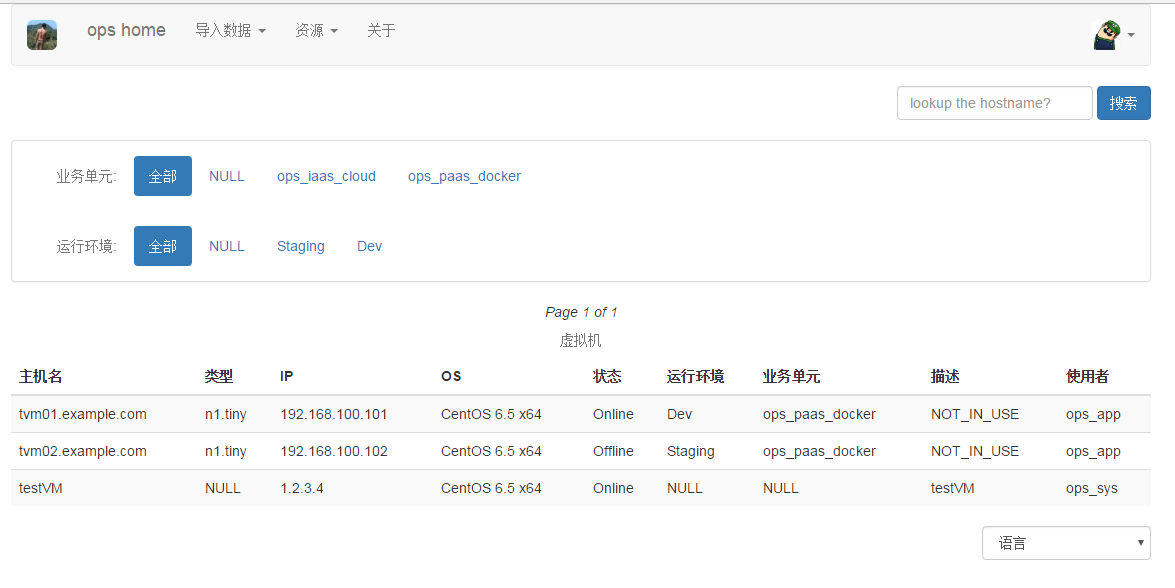 ops home 导入数据 资源 关于
lookup the hostname? 搜索
业务单元: 全部 NULL ops_iaas_cloud ops_paas_docker
运行环境: 全部 NULL Staging Dev
Page 1 of 1
虚拟机
主机名 类型 IP OS 状态 运行环境 业务单元 描述 使用者
tvm01.example.com n1.tiny 192.168.100.101 CentOS 6.5 x64 Online Dev ops_paas_docker NOT_IN_USE ops_app
tvm02.example.com n1.tiny 192.168.100.102 CentOS 6.5 x64 Offline Staging ops_paas_docker NOT_IN_USE ops_app
testVM NULL 1.2.3.4 CentOS 6.5 x64 Online NULL NULL testVM ops_sys
语言